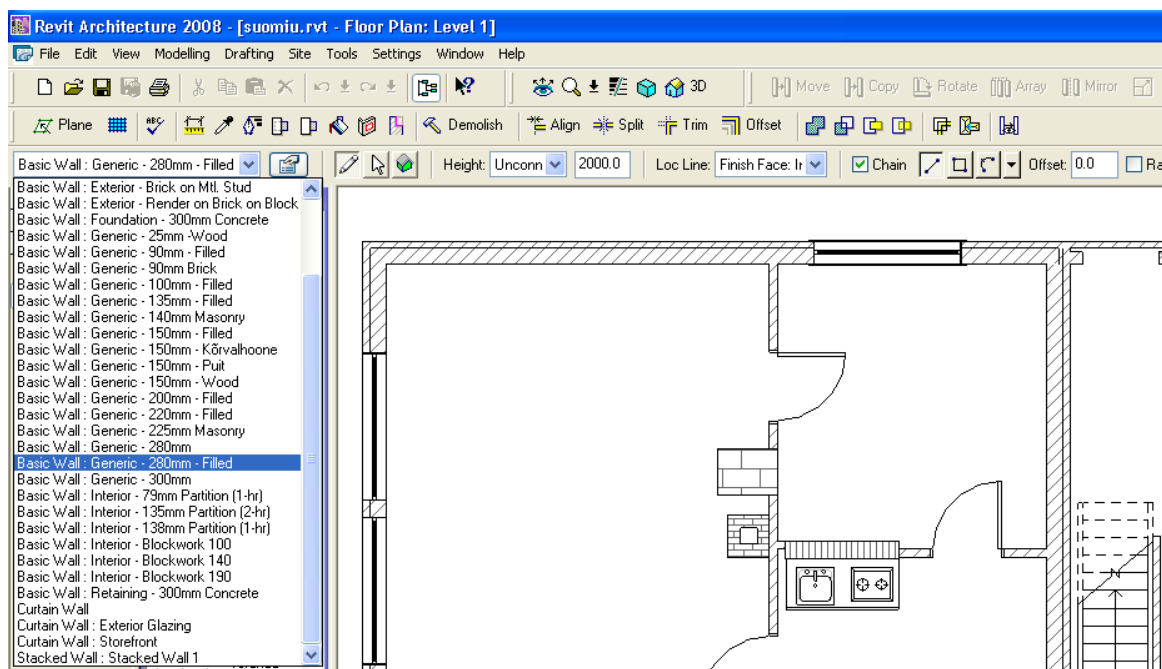 Revit Architecture 2008 - [suomiu.rvt - Floor Plan: Level 1]
File Edit View Modelling Drafting Site Tools Settings Window Help
3D Move Copy Rotate Array Mirror
Plane ABC Demolish Align Split Trim Offset
Basic Wall : Generic - 280mm - Filled Height: Unconn 2000.0 Loc Line: Finish Face: Ir Chain Offset: 0.0 Ra
Basic Wall : Exterior - Brick on Mtl. Stud
Basic Wall : Exterior - Render on Brick on Block
Basic Wall : Foundation - 300mm Concrete
Basic Wall : Generic - 25mm -Wood
Basic Wall : Generic - 90mm - Filled
Basic Wall : Generic - 90mm Brick
Basic Wall : Generic - 100mm - Filled
Basic Wall : Generic - 135mm - Filled
Basic Wall : Generic - 140mm Masonry
Basic Wall : Generic - 150mm - Filled
Basic Wall : Generic - 150mm - Kõrvalhoone
Basic Wall : Generic - 150mm - Puit
Basic Wall : Generic - 150mm - Wood
Basic Wall : Generic - 200mm - Filled
Basic Wall : Generic - 220mm - Filled
Basic Wall : Generic - 225mm Masonry
Basic Wall : Generic - 280mm
Basic Wall : Generic - 280mm - Filled
Basic Wall : Generic - 300mm
Basic Wall : Interior - 79mm Partition (1-hr)
Basic Wall : Interior - 135mm Partition (2-hr)
Basic Wall : Interior - 138mm Partition (1-hr)
Basic Wall : Interior - Blockwork 100
Basic Wall : Interior - Blockwork 140
Basic Wall : Interior - Blockwork 190
Basic Wall : Retaining - 300mm Concrete
Curtain Wall
Curtain Wall : Exterior Glazing
Curtain Wall : Storefront
Stacked Wall : Stacked Wall 1